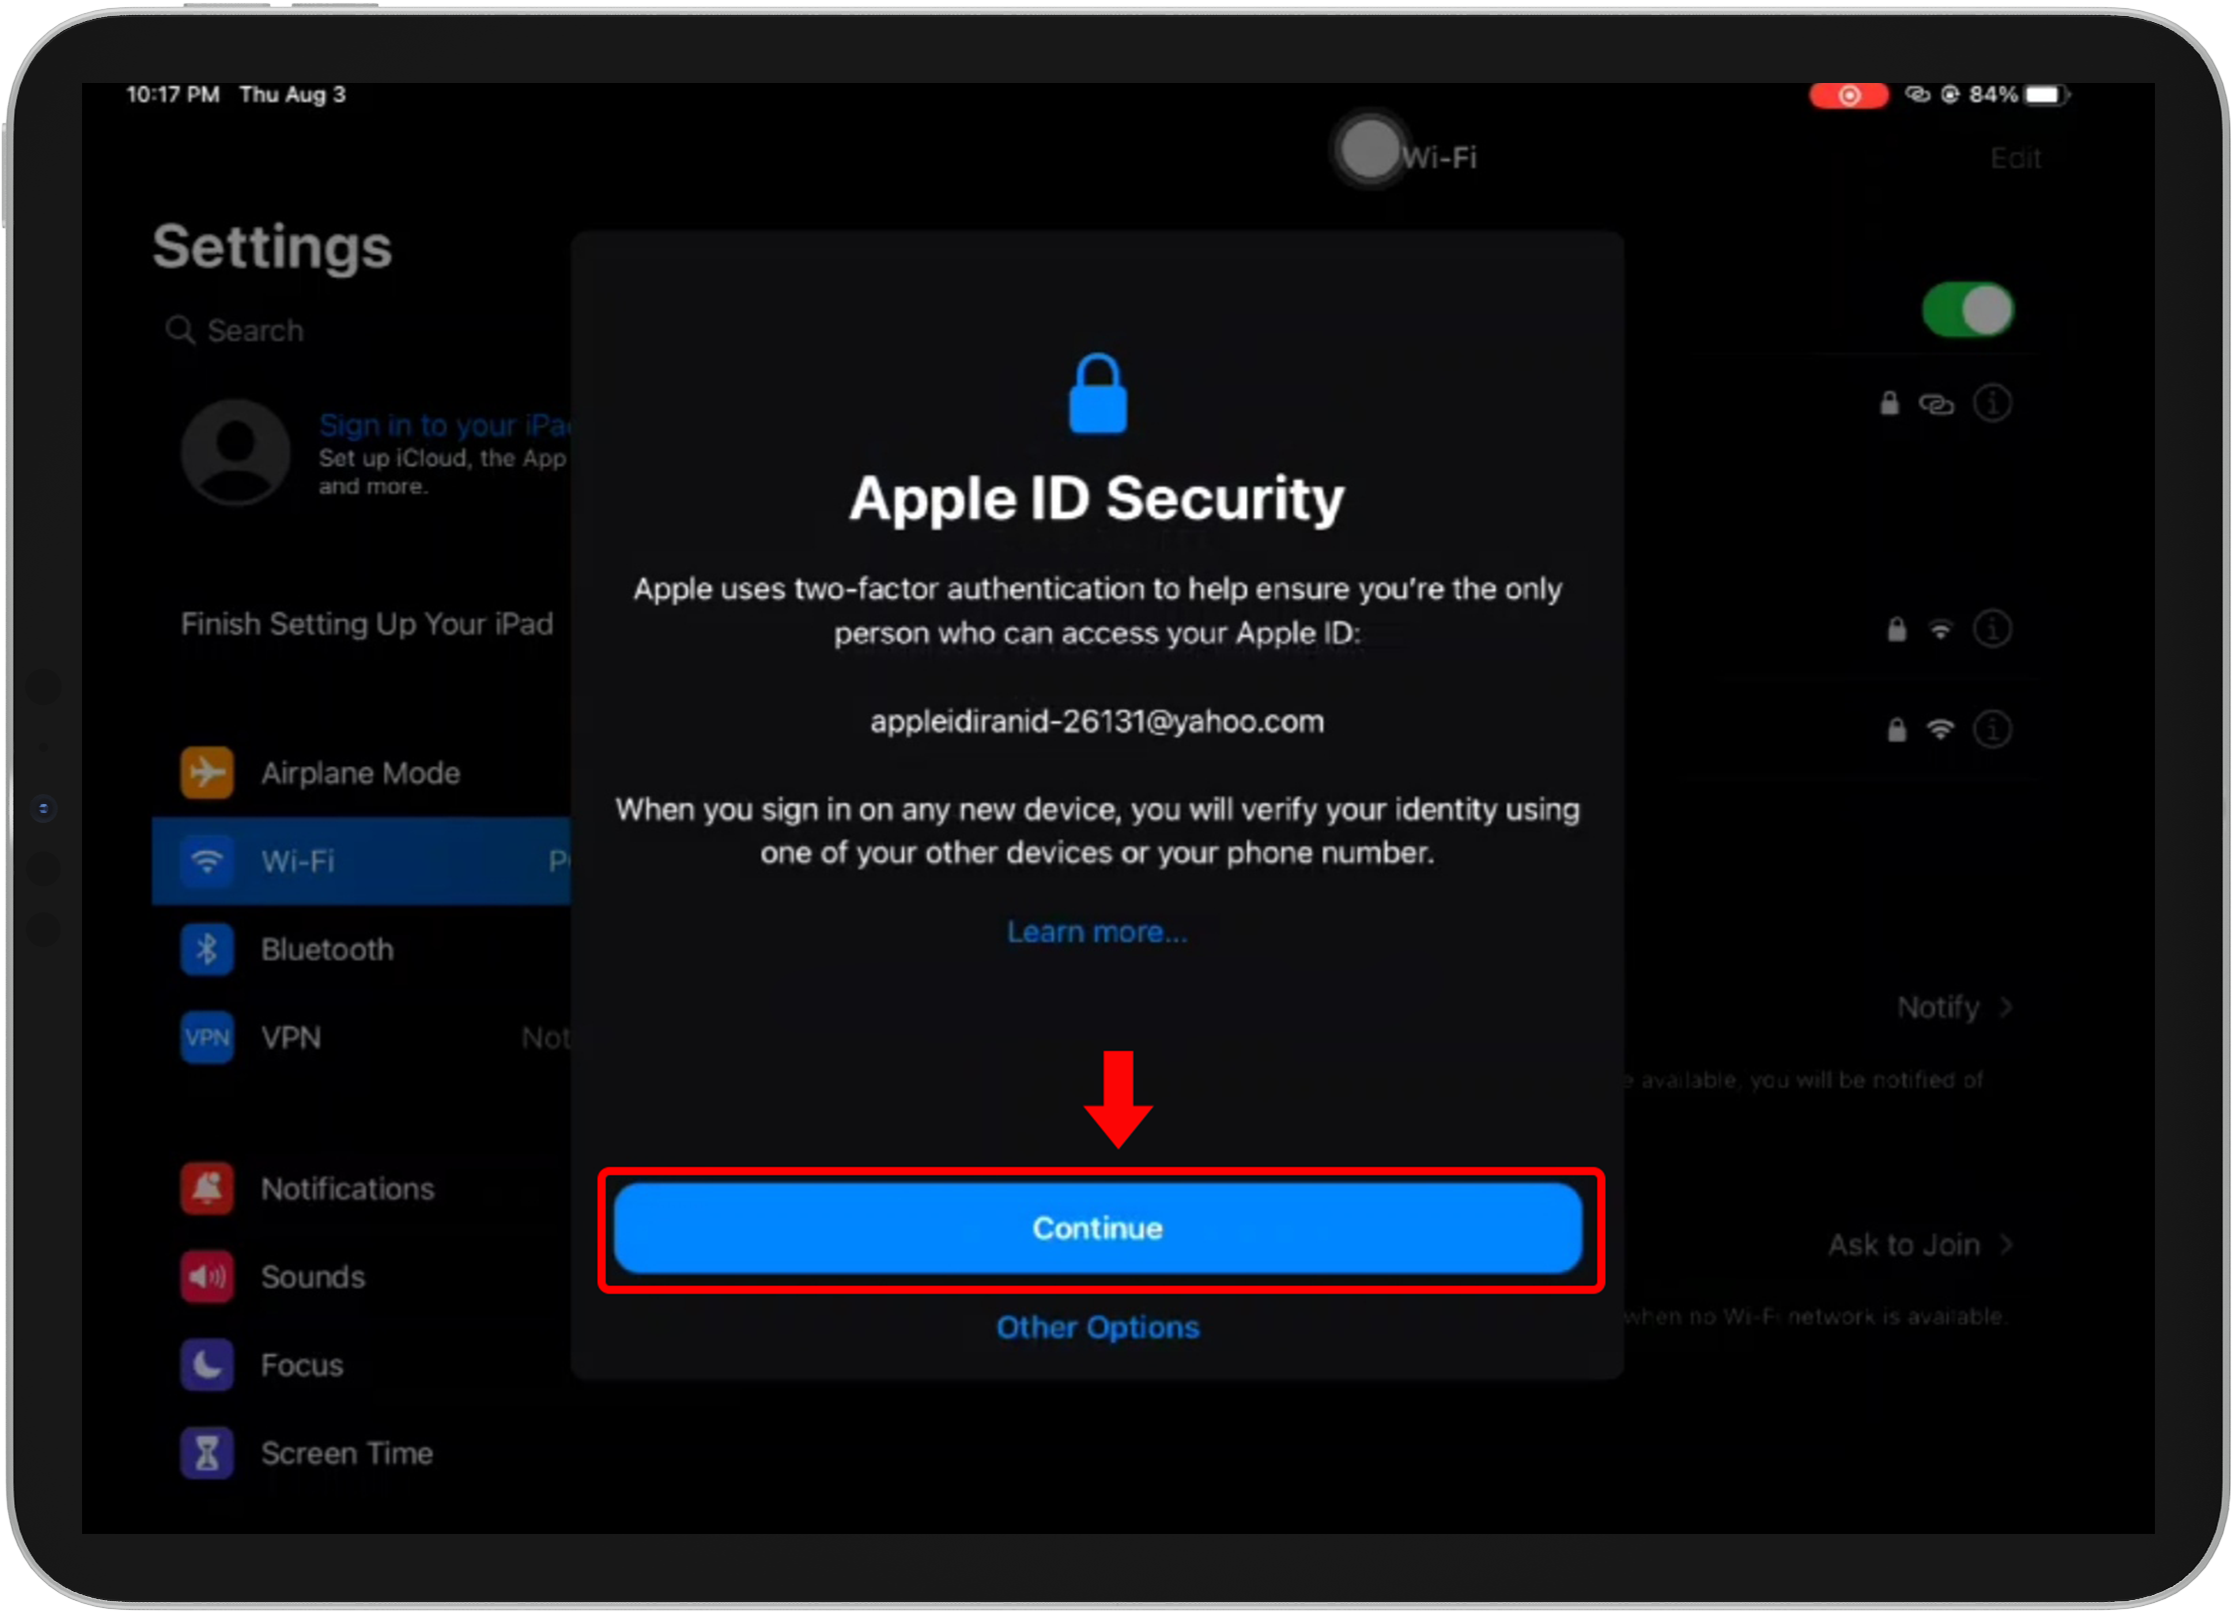 10:17 PM Thu Aug 3
84%
Wi-Fi
Edit
Settings
Search
Sign in to your iPa
Set up iCloud, the App
and more.
Finish Setting Up Your iPad
Airplane Mode
Wi-Fi
Bluetooth
VPN
VPN Not
Notifications
Sounds
Focus
Screen Time
Apple ID Security
Apple uses two-factor authentication to help ensure you're the only
person who can access your Apple ID:
appleidiranid-26131@yahoo.com
When you sign in on any new device, you will verify your identity using
one of your other devices or your phone number.
Learn more...
Continue
Other Options
Notify
available, you will be notified of
Ask to Join
when no Wi-Fi network is available.